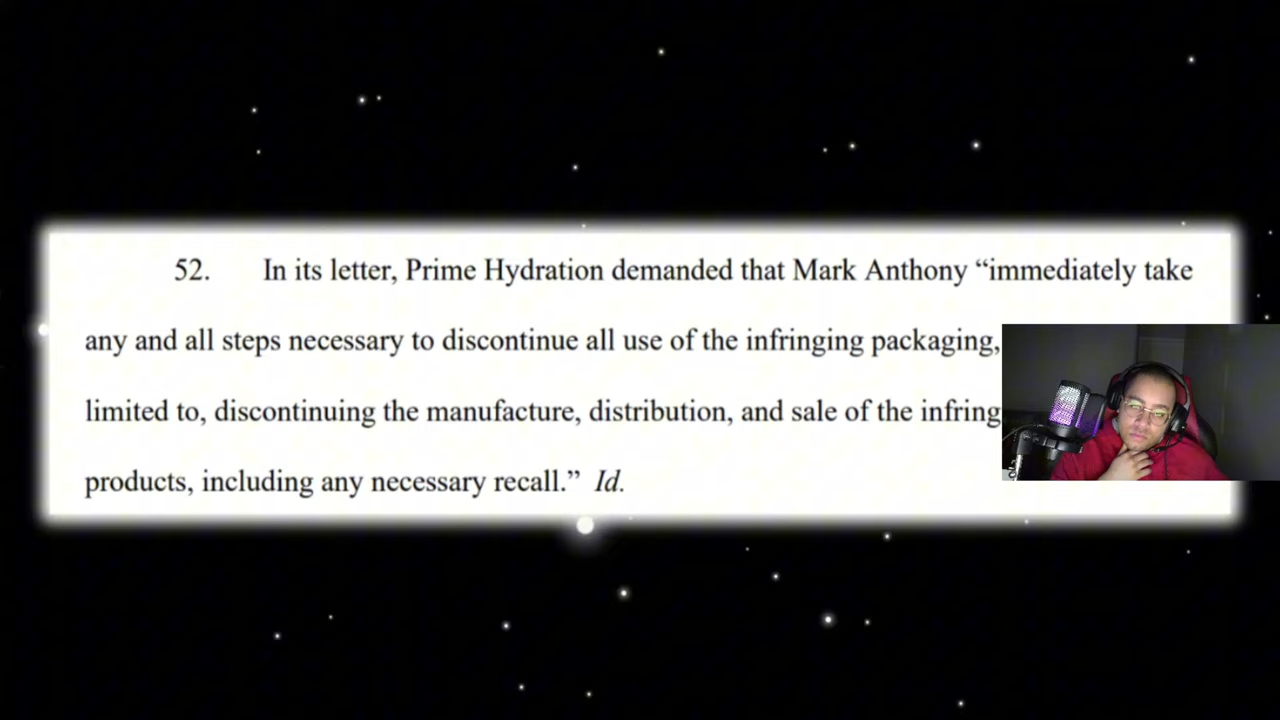 52. In its letter, Prime Hydration demanded that Mark Anthony “immediately take
any and all steps necessary to discontinue all use of the infringing packaging,
limited to, discontinuing the manufacture, distribution, and sale of the
products, including any necessary recall.” Id.